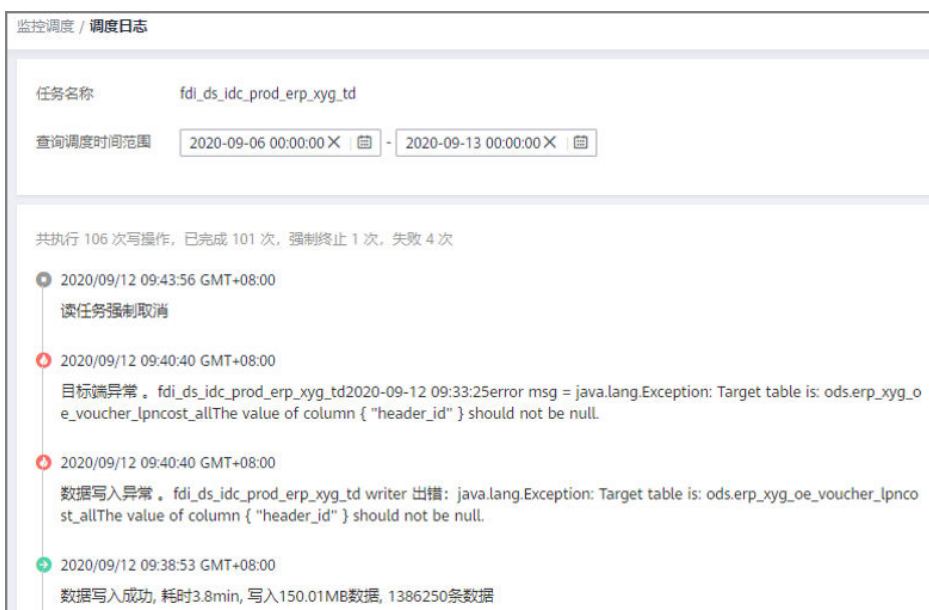 监控调度 / 调度日志
任务名称 fdi_ds_idc_prod_erp_xyg_td
查询调度时间范围 2020-09-06 00:00:00 - 2020-09-13 00:00:00
共执行 106 次写操作，已完成 101 次，强制终止 1 次，失败 4 次
2020/09/12 09:43:56 GMT+08:00
读任务强制取消
2020/09/12 09:40:40 GMT+08:00
目标端异常 。fdi_ds_idc_prod_erp_xyg_td2020-09-12 09:33:25error msg = java.lang.Exception: Target table is: ods.erp_xyg_o
e_voucher_lpncost_allThe value of column { "header_id" } should not be null.
2020/09/12 09:40:40 GMT+08:00
数据写入异常 。fdi_ds_idc_prod_erp_xyg_td writer 出错：java.lang.Exception: Target table is: ods.erp_xyg_oe_voucher_lpnco
st_allThe value of column { "header_id" } should not be null.
2020/09/12 09:38:53 GMT+08:00
数据写入成功, 耗时3.8min, 写入150.01MB数据, 1386250条数据